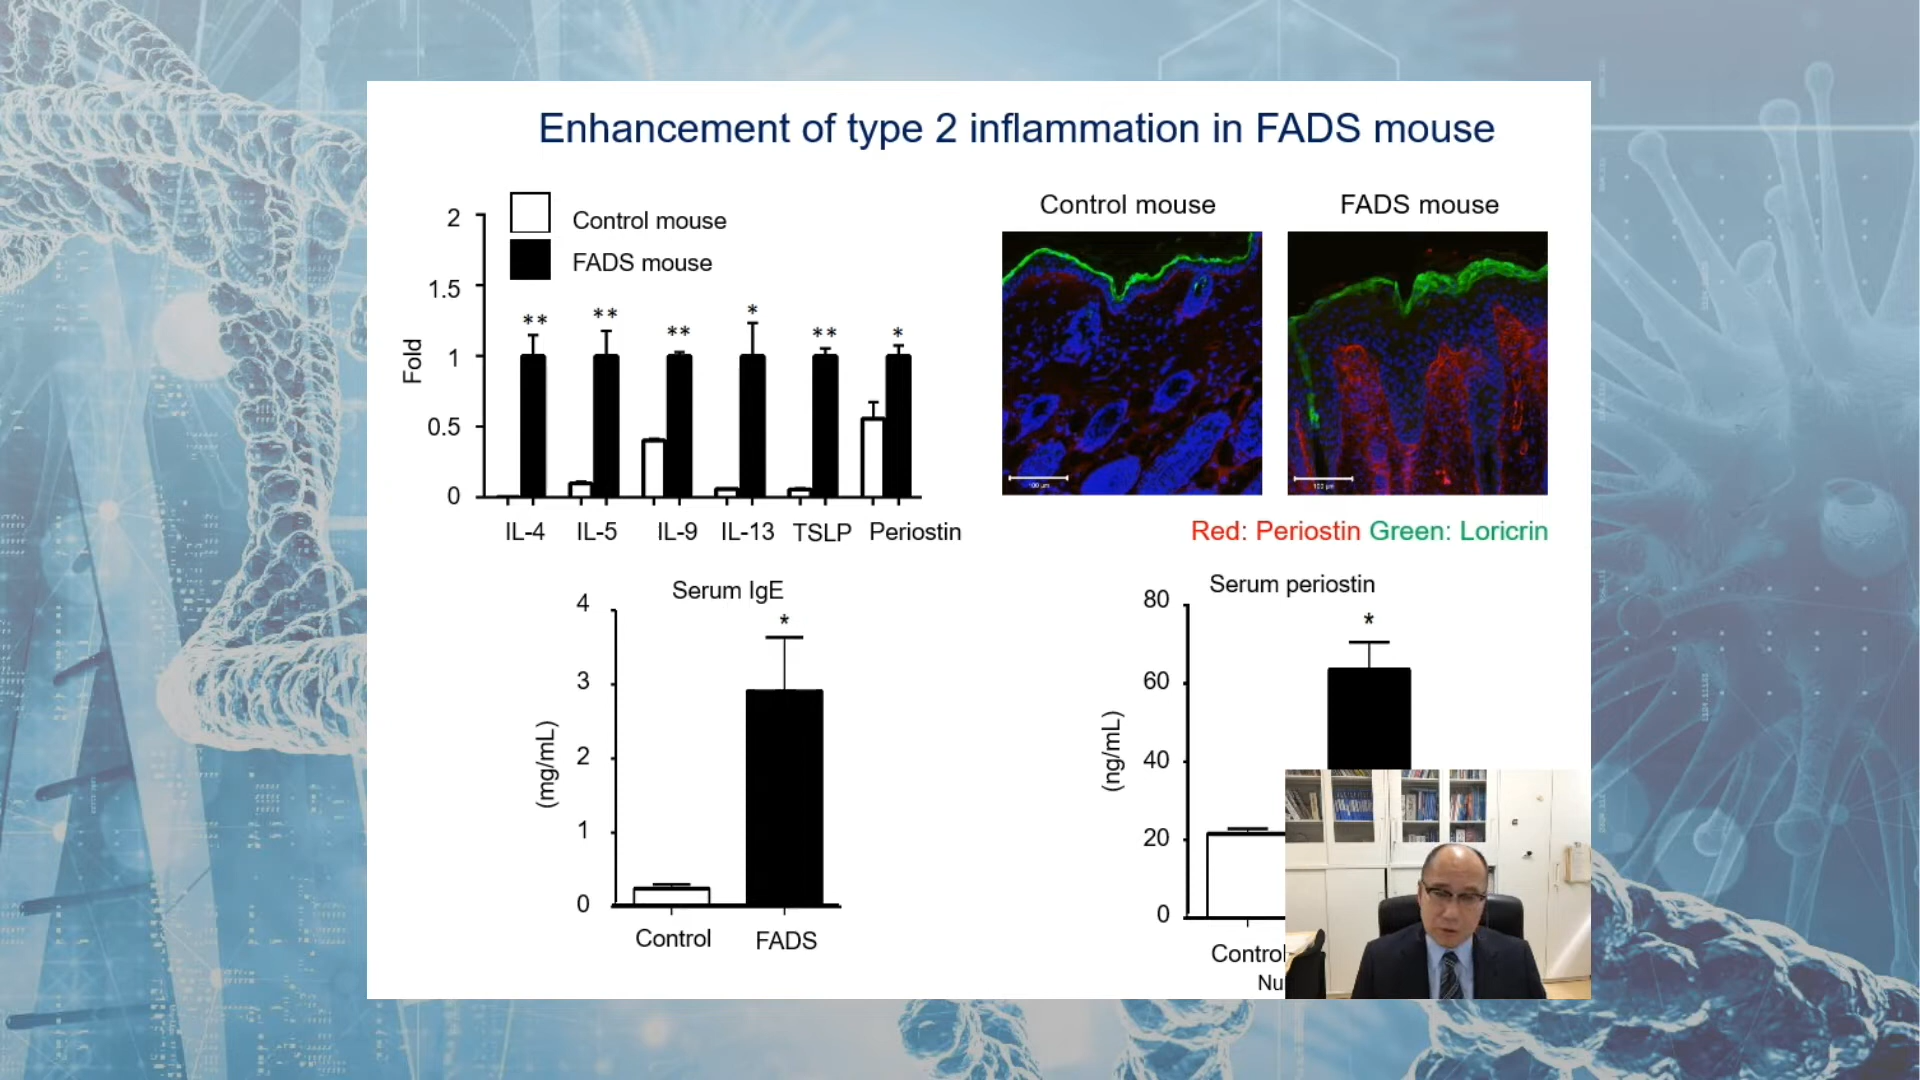 Enhancement of type 2 inflammation in FADS mouse
Control mouse
FADS mouse
2
1.5
1
0.5
0
Fold
** ** ** * ** *
IL-4 IL-5 IL-9 IL-13 TSLP Periostin
Control mouse FADS mouse
100 μm
Red: Periostin Green: Loricrin
Serum IgE
4
3
2
1
0
(mg/mL)
*
Control FADS
Serum periostin
80
60
40
20
0
(ng/mL)
*
Control
Nu